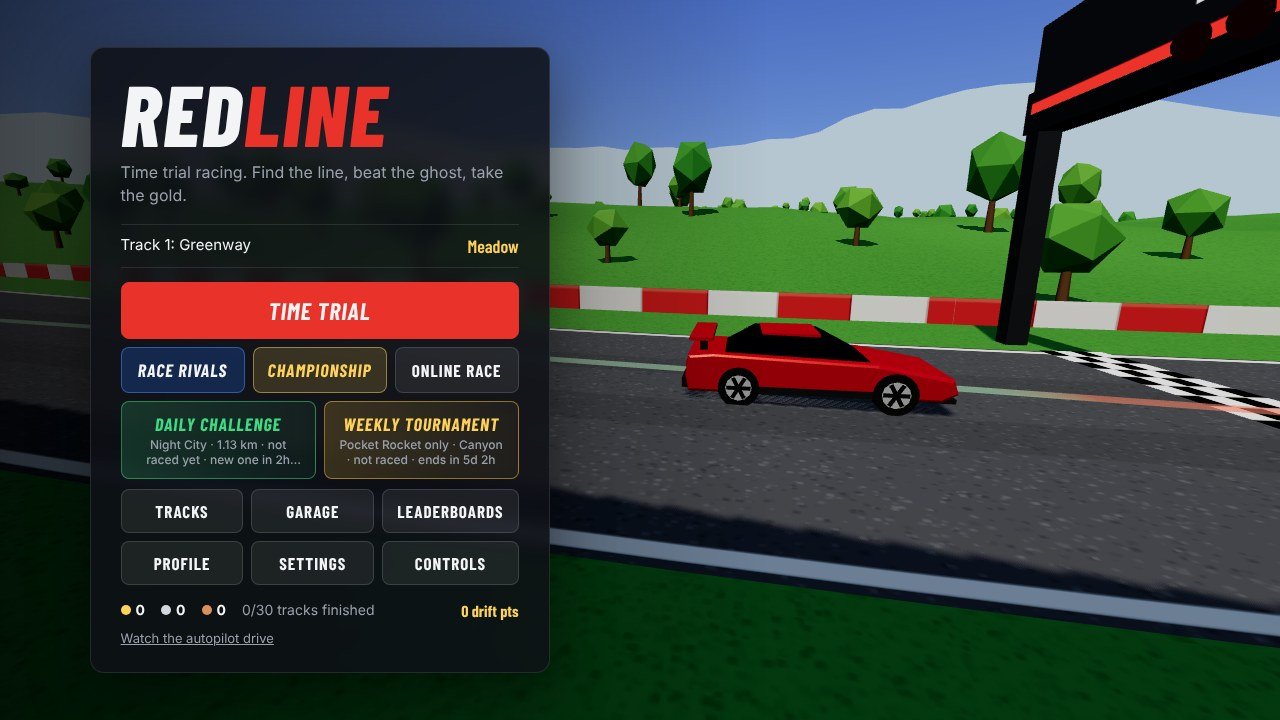 REDLINE
Time trial racing. Find the line, beat the ghost, take
the gold.
Track 1: Greenway Meadow
TIME TRIAL
RACE RIVALS CHAMPIONSHIP ONLINE RACE
DAILY CHALLENGE
Night City · 1.13 km · not
raced yet · new one in 2h...
WEEKLY TOURNAMENT
Pocket Rocket only · Canyon
· not raced · ends in 5d 2h
TRACKS GARAGE LEADERBOARDS
PROFILE SETTINGS CONTROLS
0 0 0 0/30 tracks finished 0 drift pts
Watch the autopilot drive